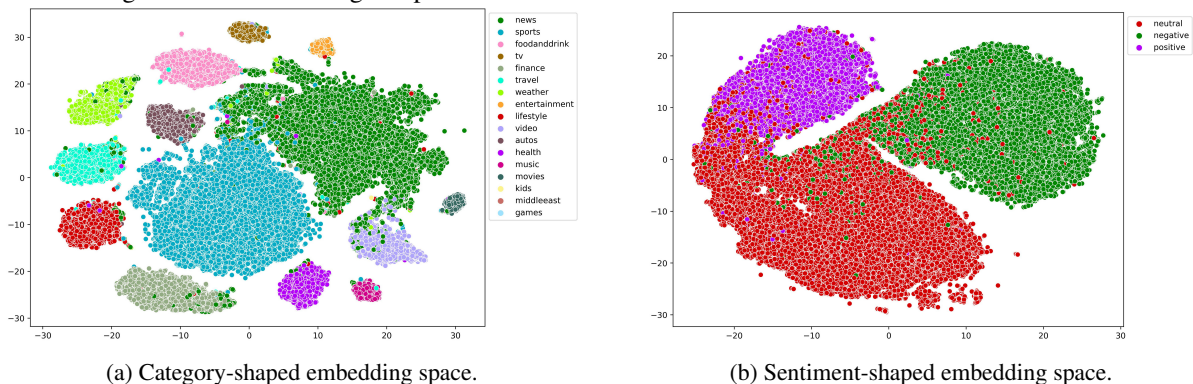 30
20
10
0
−10
−20
−30
−30
−20
−10
0
10
20
30
news
sports
foodanddrink
tv
finance
travel
weather
entertainment
lifestyle
video
autos
health
music
movies
kids
middleeast
games
(a) Category-shaped embedding space.
20
10
0
−10
−20
−30
−20
−10
0
10
20
30
neutral
negative
positive
(b) Sentiment-shaped embedding space.